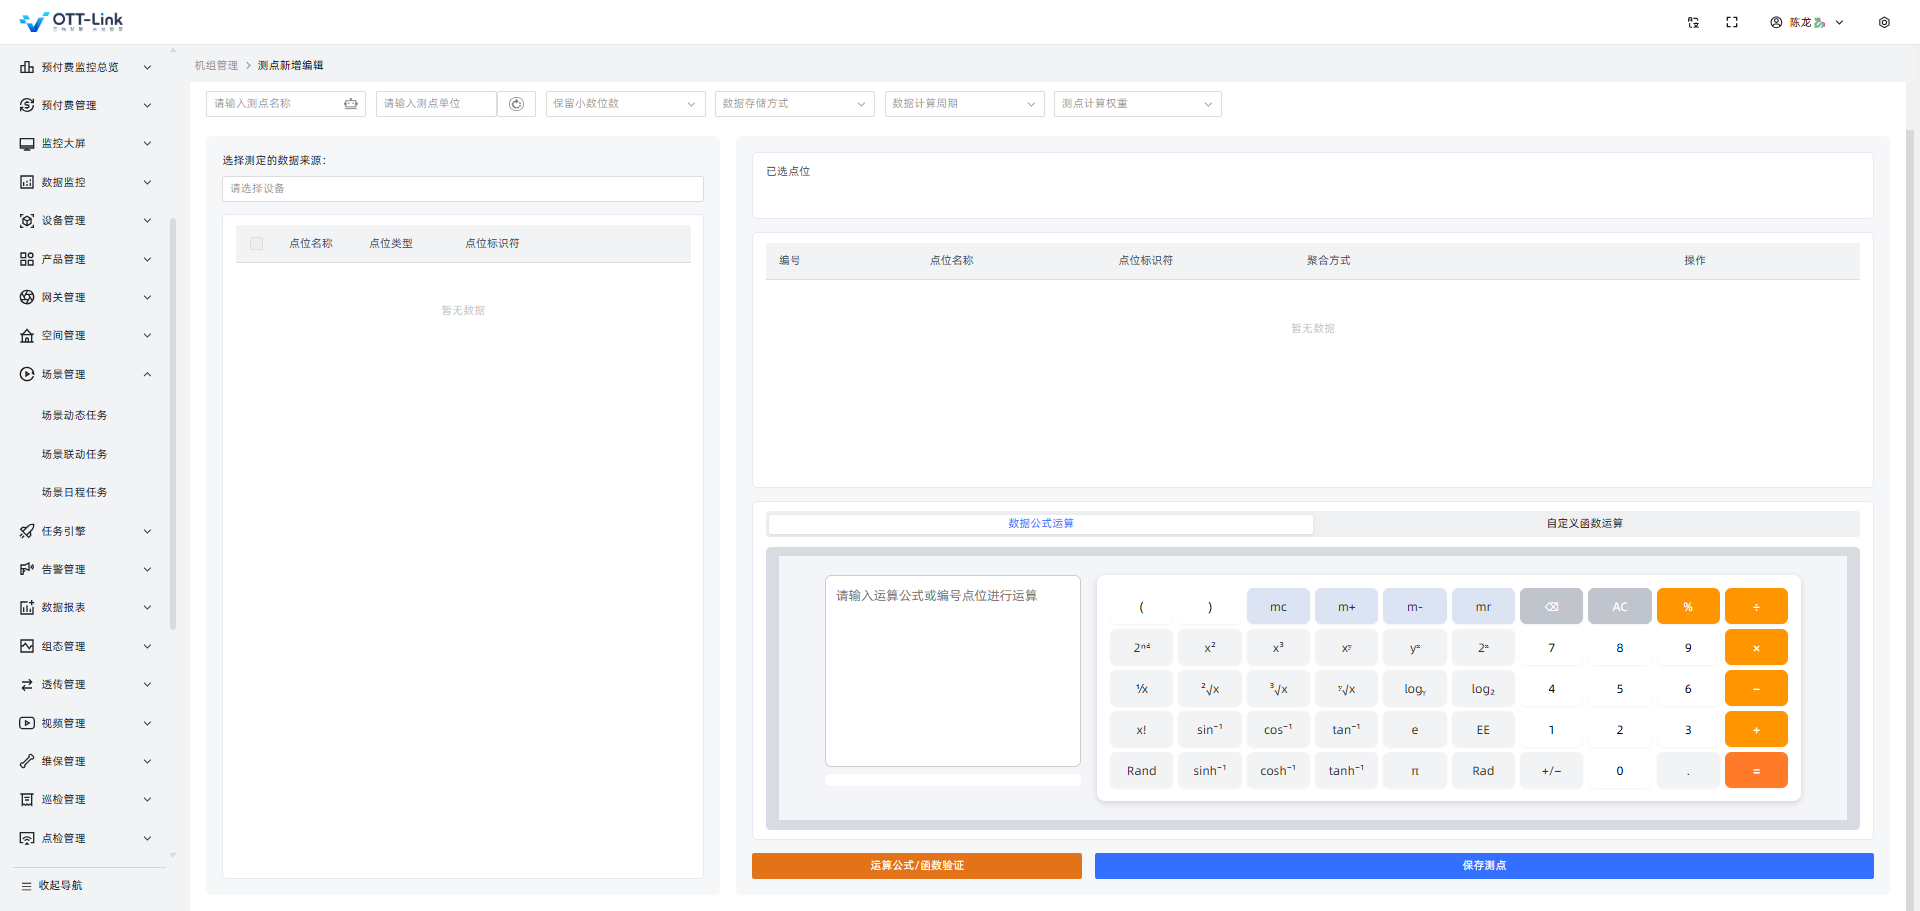 OTT-Link
陈龙
预付费监控总览
预付费管理
监控大屏
数据监控
设备管理
产品管理
网关管理
空间管理
场景管理
场景动态任务
场景联动任务
场景日程任务
任务引擎
告警管理
数据报表
组态管理
透传管理
视频管理
维保管理
巡检管理
点检管理
收起导航
机组管理 > 测点新增编辑
请输入测点名称 请输入测点单位 保留小数位数 数据存储方式 数据计算周期 测点计算权重
选择测定的数据来源：
请选择设备
点位名称 点位类型 点位标识符
暂无数据
已选点位
编号 点位名称 点位标识符 聚合方式 操作
暂无数据
数据公式运算 自定义函数运算
请输入运算公式或编号点位进行运算
( ) mc m+ m- mr ⌫ AC % ÷
2ⁿᵈ x² x³ xʸ yˣ 2ˣ 7 8 9 ×
⅟x ²√x ³√x ʸ√x logᵧ log₂ 4 5 6 −
x! sin⁻¹ cos⁻¹ tan⁻¹ e EE 1 2 3 +
Rand sinh⁻¹ cosh⁻¹ tanh⁻¹ π Rad +/− 0 . =
运算公式/函数验证 保存测点